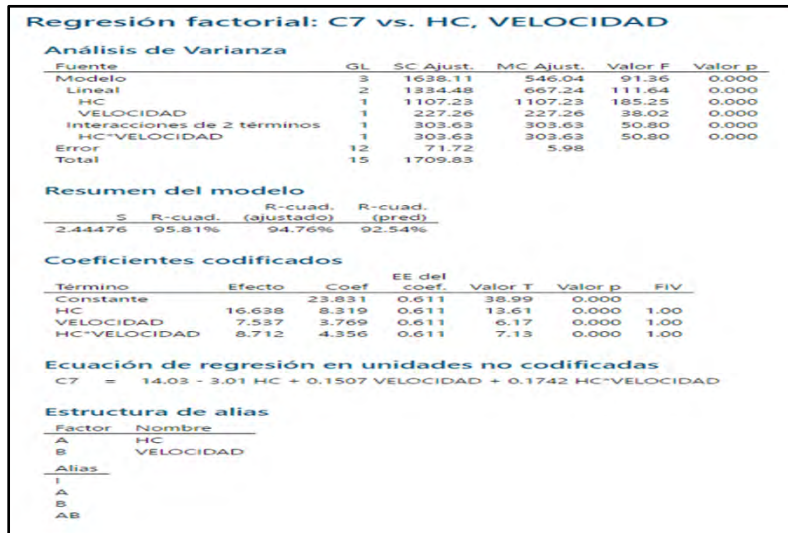 Regresión factorial: C7 vs. HC, VELOCIDAD
Análisis de Varianza
Fuente GL SC Ajust. MC Ajust. Valor F Valor p
Modelo 3 1638.11 546.04 91.36 0.000
Lineal 2 1334.48 667.24 111.64 0.000
HC 1 1107.23 1107.23 185.25 0.000
VELOCIDAD 1 227.26 227.26 38.02 0.000
Interacciones de 2 términos 1 303.63 303.63 50.80 0.000
HC*VELOCIDAD 1 303.63 303.63 50.80 0.000
Error 12 71.72 5.98
Total 15 1709.83
Resumen del modelo
R-cuad. R-cuad.
S R-cuad. (ajustado) (pred)
2.44476 95.81% 94.76% 92.54%
Coeficientes codificados
EE del
Término Efecto Coef coef. Valor T Valor p FIV
Constante 23.831 0.611 38.99 0.000
HC 16.638 8.319 0.611 13.61 0.000 1.00
VELOCIDAD 7.537 3.769 0.611 6.17 0.000 1.00
HC*VELOCIDAD 8.712 4.356 0.611 7.13 0.000 1.00
Ecuación de regresión en unidades no codificadas
C7 = 14.03 - 3.01 HC + 0.1507 VELOCIDAD + 0.1742 HC*VELOCIDAD
Estructura de alias
Factor Nombre
A HC
B VELOCIDAD
Alias
I
A
B
AB